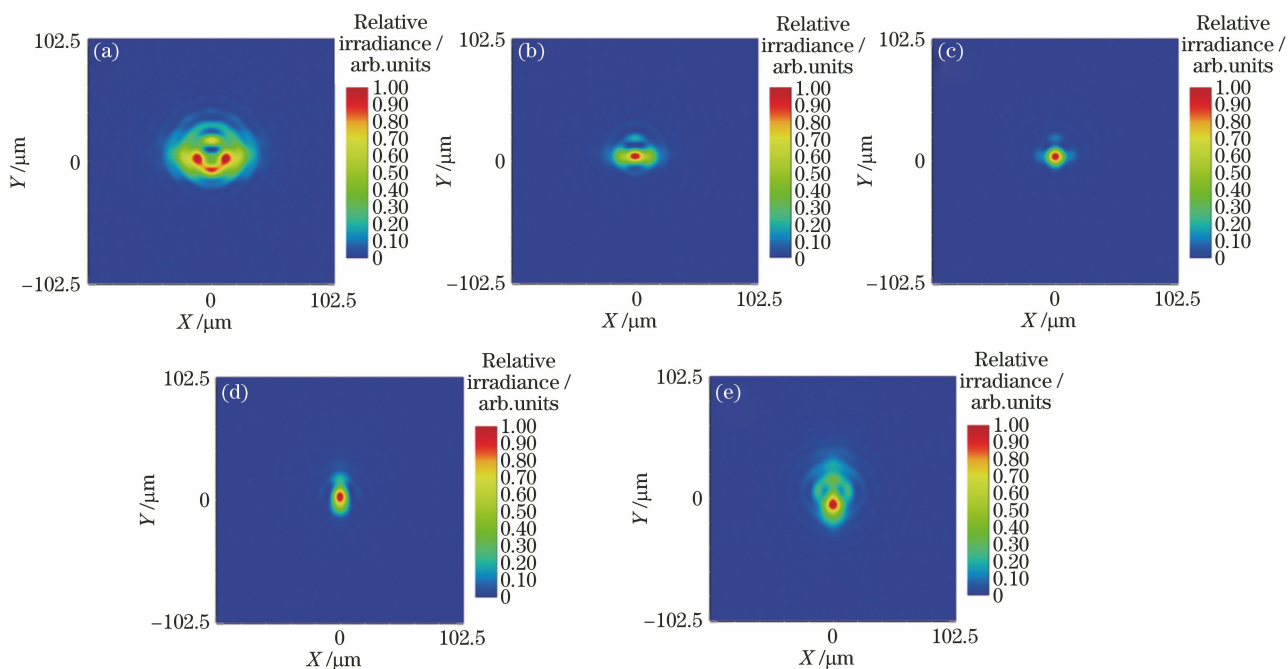 Relative
irradiance /
arb.units
102.5
(a)
1.00
0.90
0.80
0.70
0.60
0.50
0.40
0.30
0.20
0.10
0
Y /μm
0
−102.5
0
102.5
X /μm
Relative
irradiance /
arb.units
102.5
(b)
1.00
0.90
0.80
0.70
0.60
0.50
0.40
0.30
0.20
0.10
0
Y /μm
0
−102.5
0
102.5
X /μm
Relative
irradiance /
arb.units
102.5
(c)
1.00
0.90
0.80
0.70
0.60
0.50
0.40
0.30
0.20
0.10
0
Y /μm
0
−102.5
0
102.5
X /μm
Relative
irradiance /
arb.units
102.5
(d)
1.00
0.90
0.80
0.70
0.60
0.50
0.40
0.30
0.20
0.10
0
Y /μm
0
−102.5
0
102.5
X /μm
Relative
irradiance /
arb.units
102.5
(e)
1.00
0.90
0.80
0.70
0.60
0.50
0.40
0.30
0.20
0.10
0
Y /μm
0
−102.5
0
102.5
X /μm